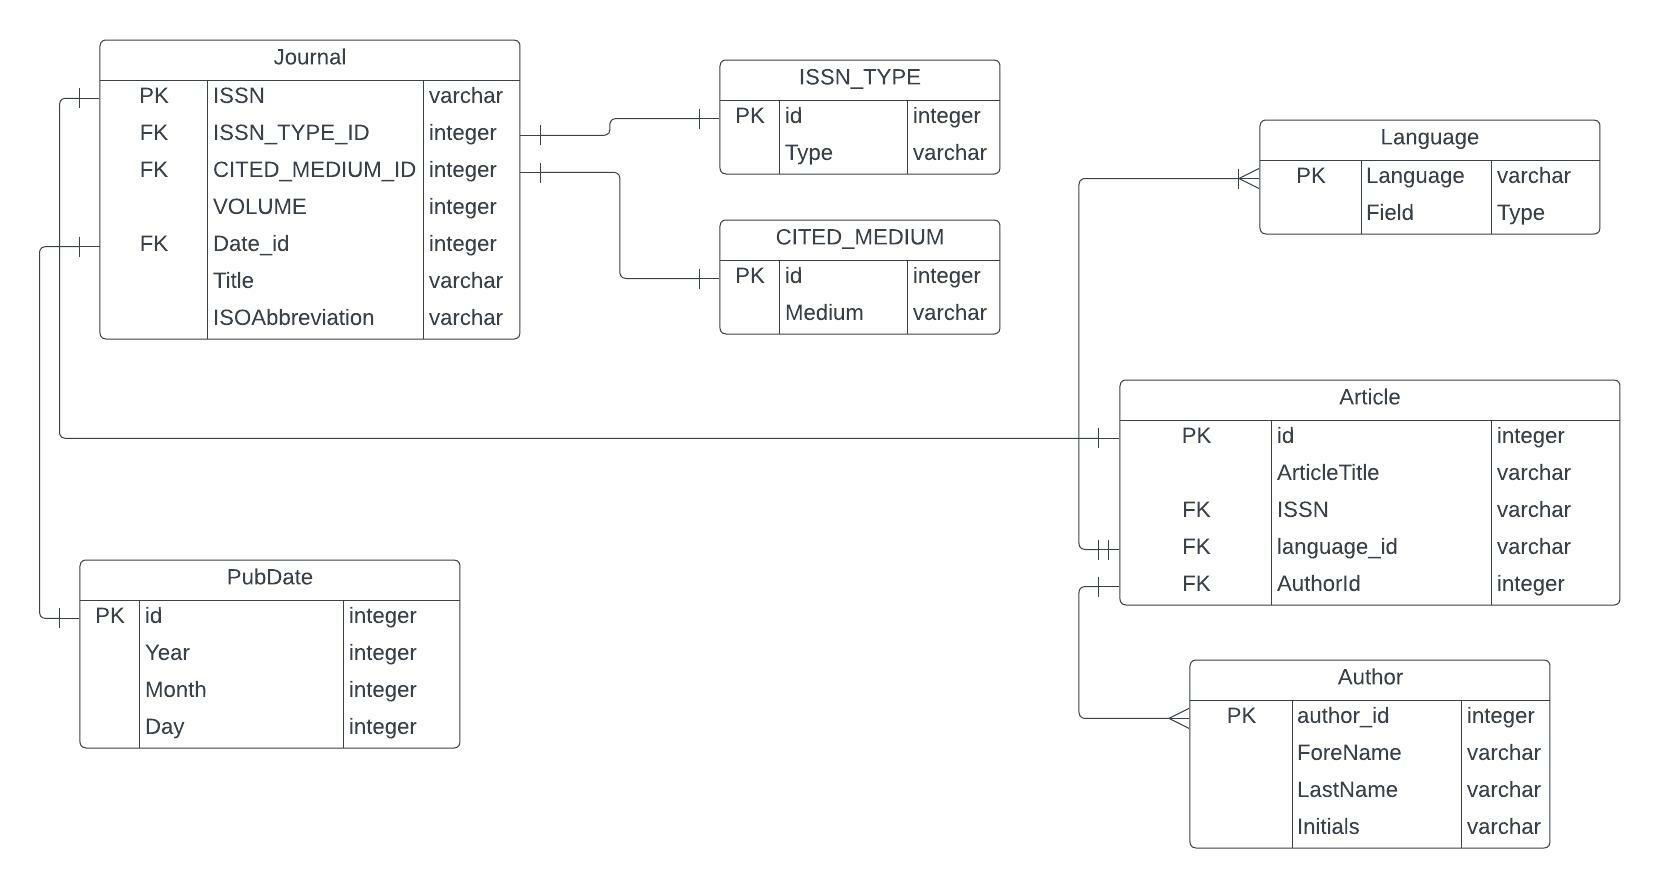 Journal
PK ISSN varchar
FK ISSN_TYPE_ID integer
FK CITED_MEDIUM_ID integer
VOLUME integer
FK Date_id integer
Title varchar
ISOAbbreviation varchar
ISSN_TYPE
PK id integer
Type varchar
CITED_MEDIUM
PK id integer
Medium varchar
Language
PK Language varchar
Field Type
Article
PK id integer
ArticleTitle varchar
FK ISSN varchar
FK language_id varchar
FK AuthorId integer
PubDate
PK id integer
Year integer
Month integer
Day integer
Author
PK author_id integer
ForeName varchar
LastName varchar
Initials varchar